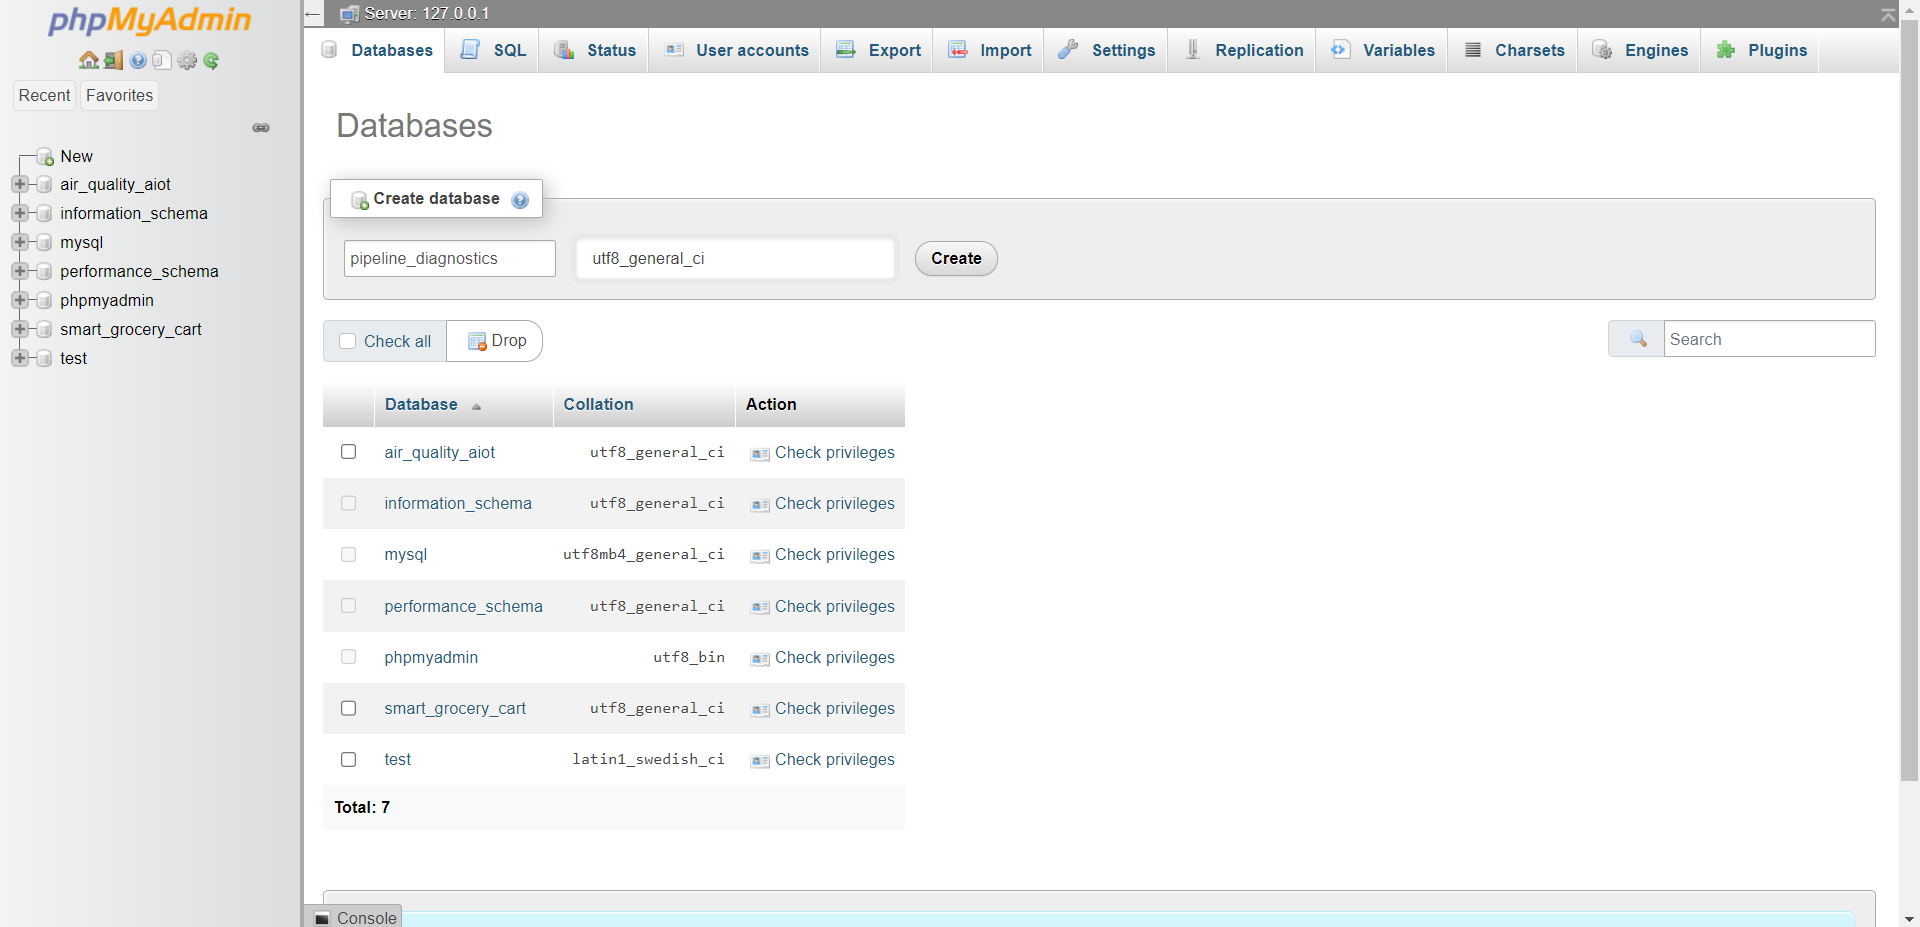 phpMyAdmin
Recent Favorites
New
air_quality_aiot
information_schema
mysql
performance_schema
phpmyadmin
smart_grocery_cart
test
Server: 127.0.0.1
Databases SQL Status User accounts Export Import Settings Replication Variables Charsets Engines Plugins
Databases
Create database
pipeline_diagnostics utf8_general_ci Create
Check all Drop Search
Database Collation Action
air_quality_aiot utf8_general_ci Check privileges
information_schema utf8_general_ci Check privileges
mysql utf8mb4_general_ci Check privileges
performance_schema utf8_general_ci Check privileges
phpmyadmin utf8_bin Check privileges
smart_grocery_cart utf8_general_ci Check privileges
test latin1_swedish_ci Check privileges
Total: 7
Console